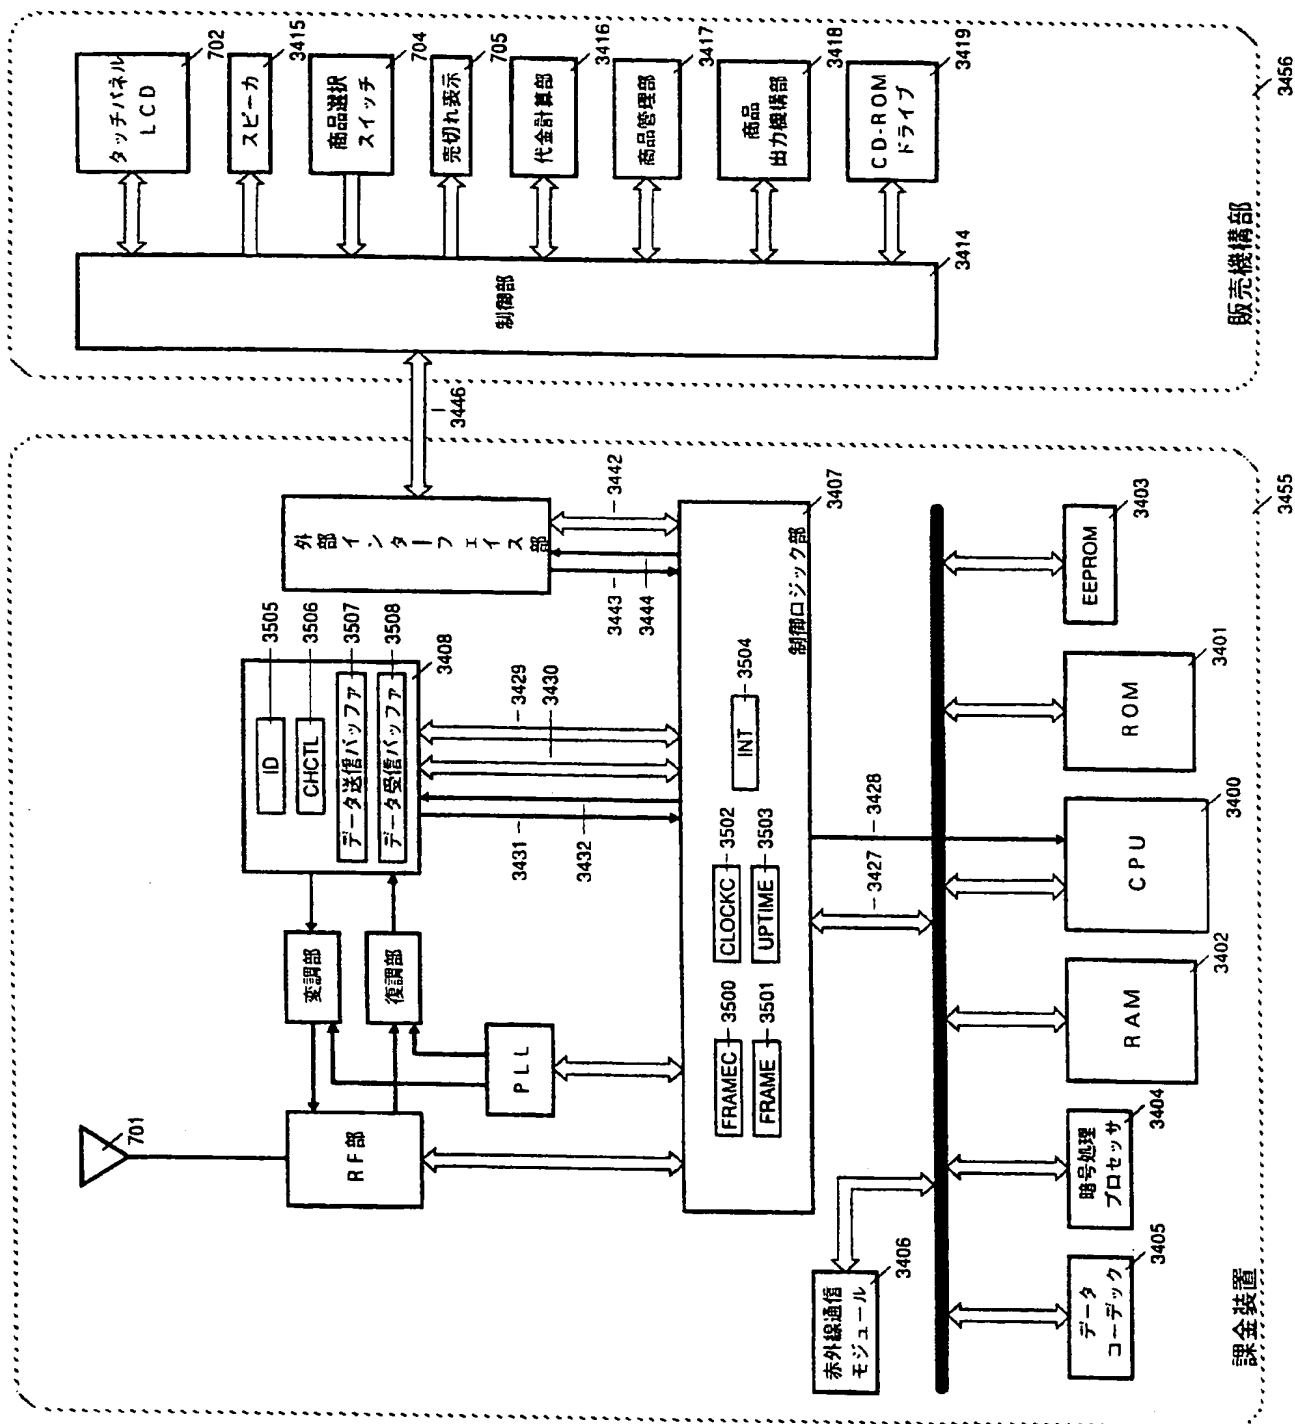 701
RF部
変調部
復調部
PLL
ID
CHCTL
データ送信バッファ
データ受信バッファ
3505
3506
3507
3508
3408
外部
インターフェイス部
3446
3431
3432
3429
3430
3443
3444
3442
FRAMEC
3500
FRAME
3501
CLOCKC
3502
UPTIME
3503
INT
3504
制御ロジック部
3407
3427
3428
赤外線通信
モジュール
3406
データ
コーデック
3405
暗号処理
プロセッサ
3404
RAM
3402
CPU
3400
ROM
3401
EEPROM
3403
課金装置
3455
制御部
3414
タッチパネル
LCD
702
スピーカ
3415
商品選択
スイッチ
704
売切れ表示
705
代金計算部
3416
商品管理部
3417
商品
出力機構部
3418
CD-ROM
ドライブ
3419
販売機構部
3456